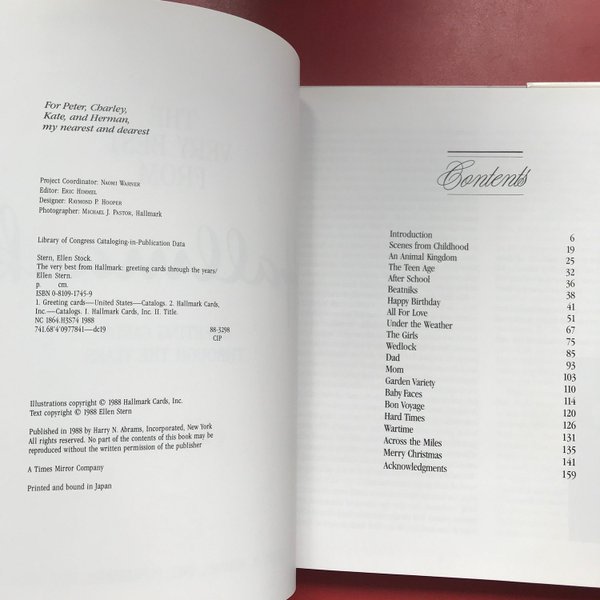 For Peter, Charley,
Kate, and Herman,
my nearest and dearest
Project Coordinator: Naomi Warner
Editor: Eric Himmel
Designer: Raymond P. Hooper
Photographer: Michael J. Pastor, Hallmark
Library of Congress Cataloging-in-Publication Data
Stern, Ellen Stock.
The very best from Hallmark: greeting cards through the years/
Ellen Stern.
p. cm.
ISBN 0-8109-1745-9
1. Greeting cards—United States—Catalogs. 2. Hallmark Cards,
Inc.—Catalogs. I. Hallmark Cards, Inc. II. Title.
NC 1864.H3S74 1988
741.68'4'0977841—dc19 88-3298
CIP
Illustrations copyright © 1988 Hallmark Cards, Inc.
Text copyright © 1988 Ellen Stern
Published in 1988 by Harry N. Abrams, Incorporated, New York
All rights reserved. No part of the contents of this book may be
reproduced without the written permission of the publisher
A Times Mirror Company
Printed and bound in Japan
Contents
Introduction 6
Scenes from Childhood 19
An Animal Kingdom 25
The Teen Age 32
After School 36
Beatniks 38
Happy Birthday 41
All For Love 51
Under the Weather 67
The Girls 75
Wedlock 85
Dad 93
Mom 103
Garden Variety 110
Baby Faces 114
Bon Voyage 120
Hard Times 126
Wartime 131
Across the Miles 135
Merry Christmas 141
Acknowledgments 159